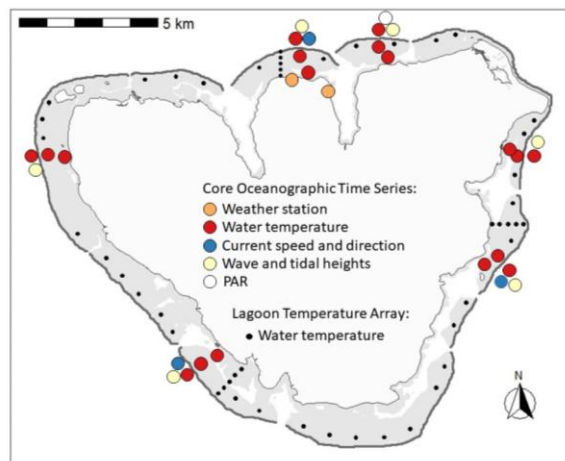 5 km
Core Oceanographic Time Series:
Weather station
Water temperature
Current speed and direction
Wave and tidal heights
PAR
Lagoon Temperature Array:
Water temperature
N